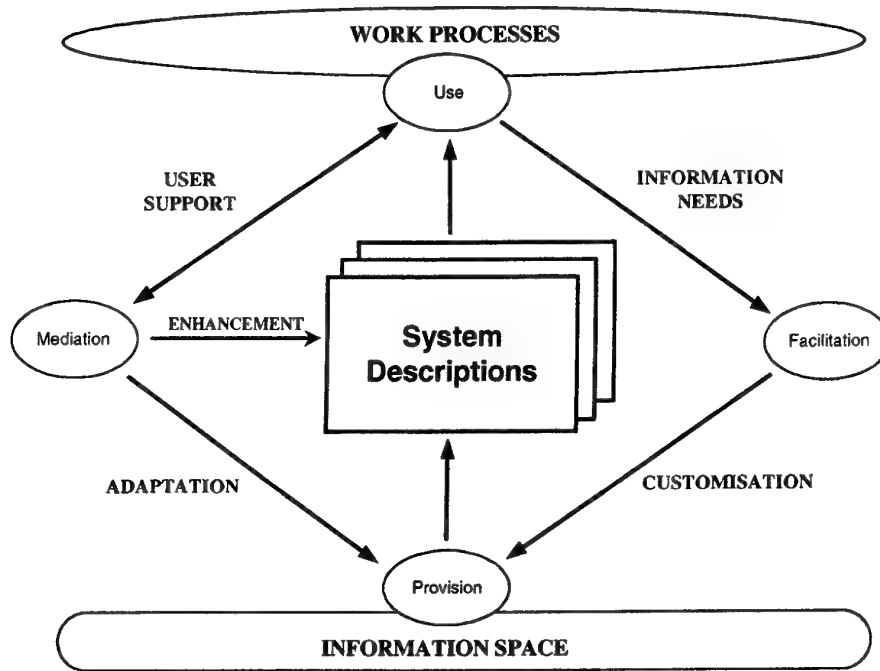 WORK PROCESSES
Use
USER
SUPPORT
INFORMATION
NEEDS
Mediation
ENHANCEMENT
System
Descriptions
Facilitation
ADAPTATION
CUSTOMISATION
Provision
INFORMATION SPACE